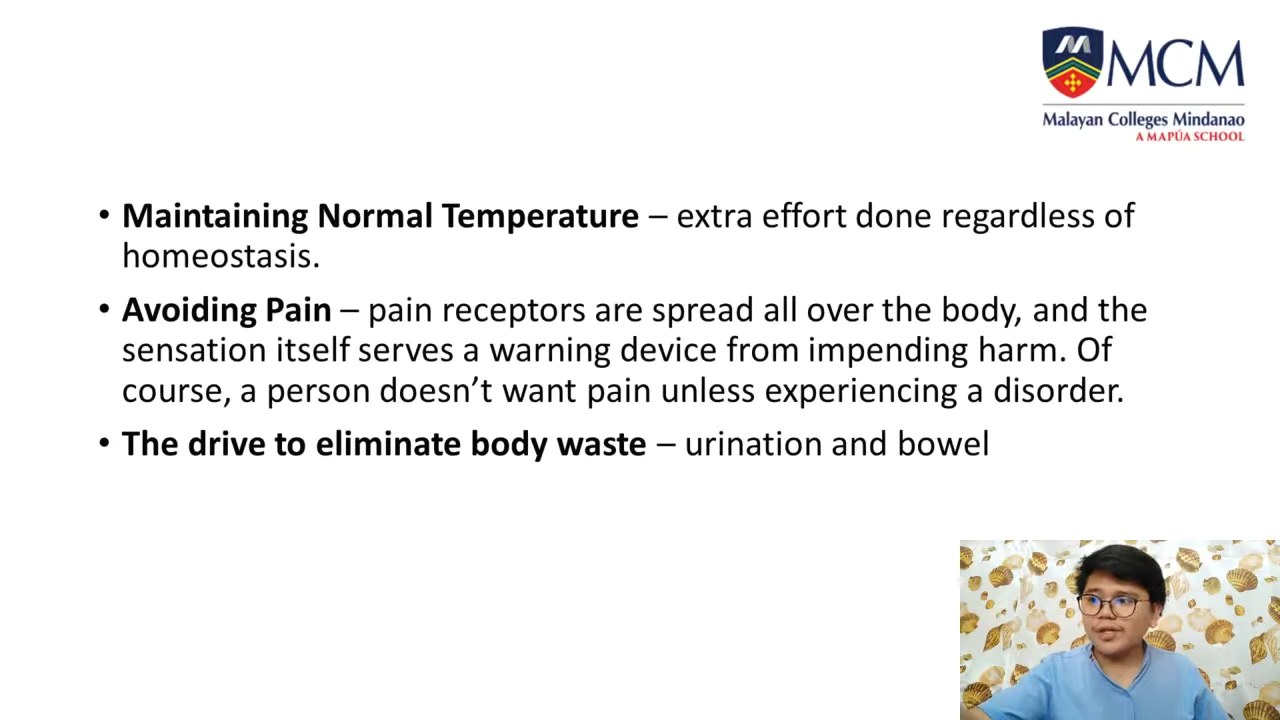 MCM
Malayan Colleges Mindanao
A MAPÚA SCHOOL
• Maintaining Normal Temperature – extra effort done regardless of
homeostasis.
• Avoiding Pain – pain receptors are spread all over the body, and the
sensation itself serves a warning device from impending harm. Of
course, a person doesn’t want pain unless experiencing a disorder.
• The drive to eliminate body waste – urination and bowel